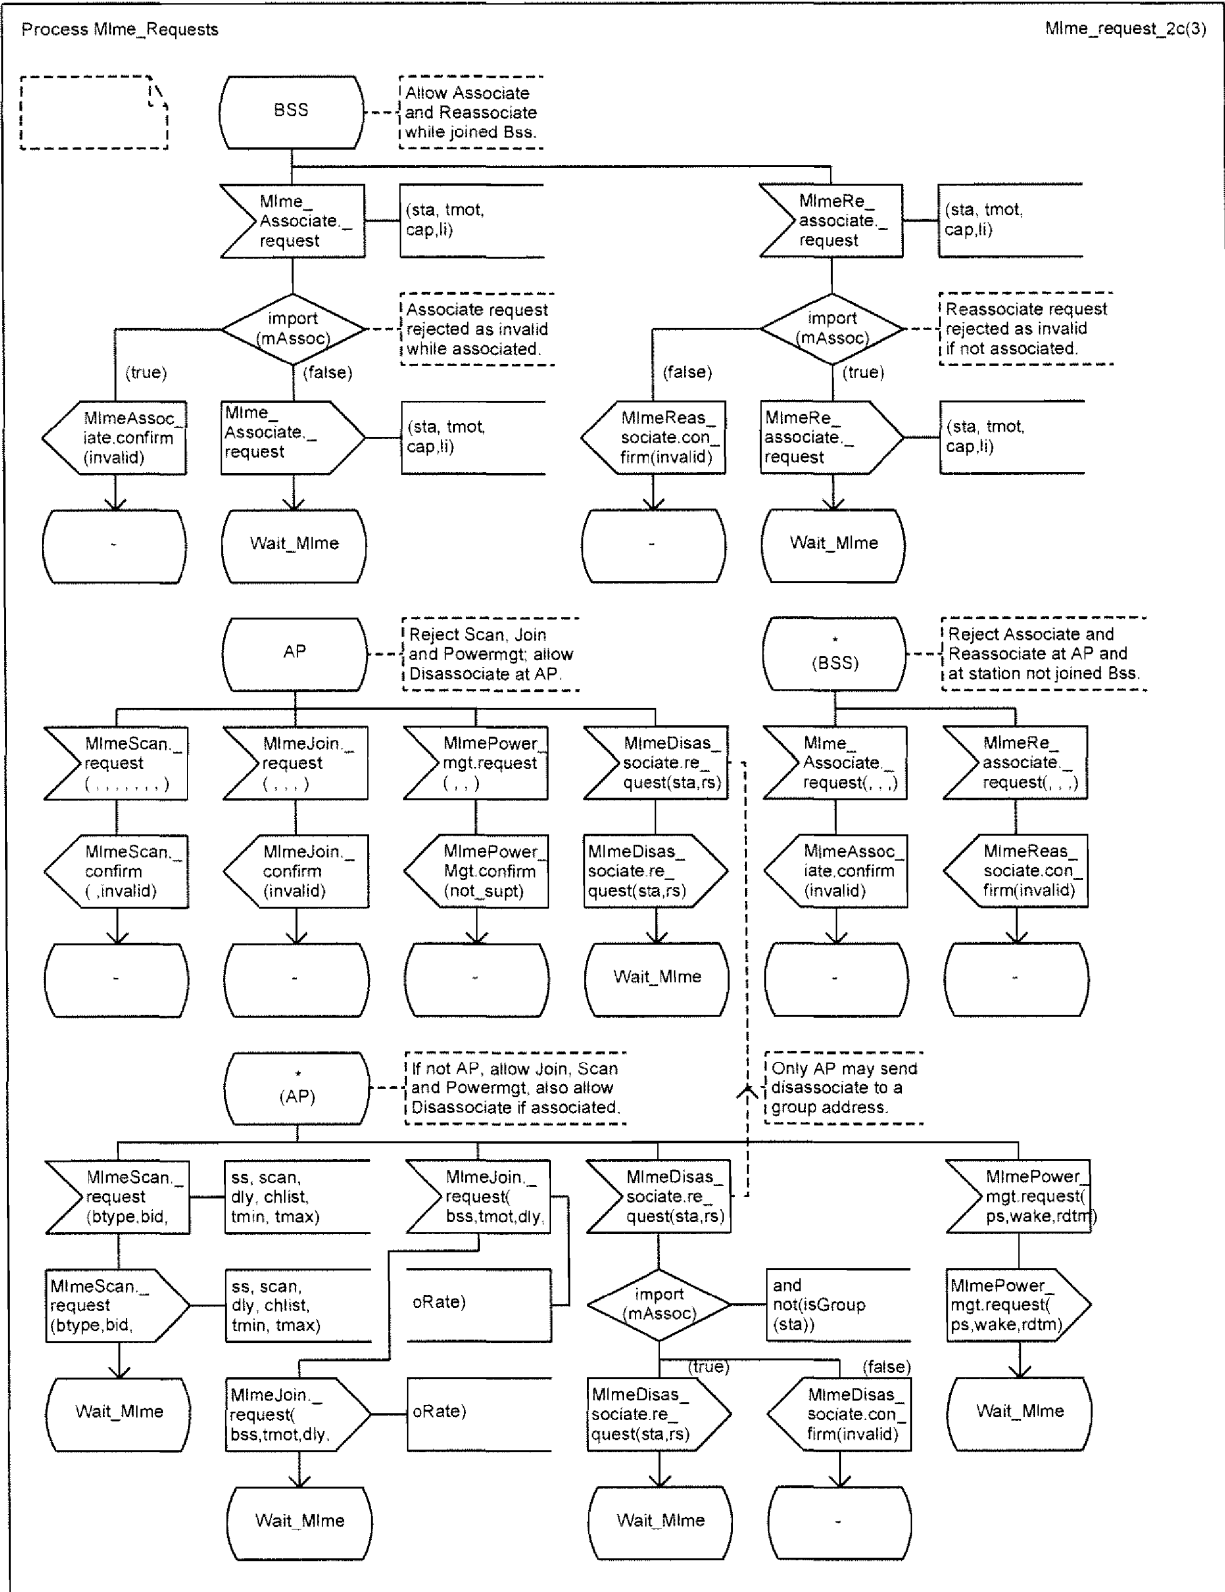 Process Mlme_Requests
Mlme_request_2c(3)
BSS
Allow Associate
and Reassociate
while joined Bss.
Mlme_
Associate._
request
(sta, tmot,
cap,li)
MlmeRe_
associate._
request
(sta, tmot,
cap,li)
import
(mAssoc)
Associate request
rejected as invalid
while associated.
import
(mAssoc)
Reassociate request
rejected as invalid
if not associated.
(true)
(false)
(false)
(true)
MlmeAssoc_
iate.confirm
(invalid)
Mlme_
Associate._
request
(sta, tmot,
cap,li)
MlmeReas_
sociate.con_
firm(invalid)
MlmeRe_
associate._
request
(sta, tmot,
cap,li)
-
Wait_Mlme
-
Wait_Mlme
AP
Reject Scan, Join
and Powermgt; allow
Disassociate at AP.
*
(BSS)
Reject Associate and
Reassociate at AP and
at station not joined Bss.
MlmeScan._
request
( , , , , , , , )
MlmeJoin._
request
( , , , )
MlmePower_
mgt.request
( , , )
MlmeDisas_
sociate.re_
quest(sta,rs)
Mlme_
Associate._
request(, , , )
MlmeRe_
associate._
request(, , , )
MlmeScan._
confirm
( ,invalid)
MlmeJoin._
confirm
(invalid)
MlmePower_
Mgt.confirm
(not_supt)
MlmeDisas_
sociate.re_
quest(sta,rs)
MlmeAssoc_
iate.confirm
(invalid)
MlmeReas_
sociate.con_
firm(invalid)
-
-
-
Wait_Mlme
-
-
*
(AP)
If not AP, allow Join, Scan
and Powermgt, also allow
Disassociate if associated.
Only AP may send
disassociate to a
group address.
MlmeScan._
request
(btype,bid,
ss, scan,
dly, chlist,
tmin, tmax)
MlmeJoin._
request(
bss,tmot,dly,
MlmeDisas_
sociate.re_
quest(sta,rs)
MlmePower_
mgt.request(
ps,wake,rdtm)
MlmeScan._
request
(btype,bid,
ss, scan,
dly, chlist,
tmin, tmax)
oRate)
import
(mAssoc)
and
not(isGroup
(sta))
MlmePower_
mgt.request(
ps,wake,rdtm)
(true)
(false)
Wait_Mlme
MlmeJoin._
request(
bss,tmot,dly,
oRate)
MlmeDisas_
sociate.re_
quest(sta,rs)
MlmeDisas_
sociate.con_
firm(invalid)
Wait_Mlme
Wait_Mlme
Wait_Mlme
-